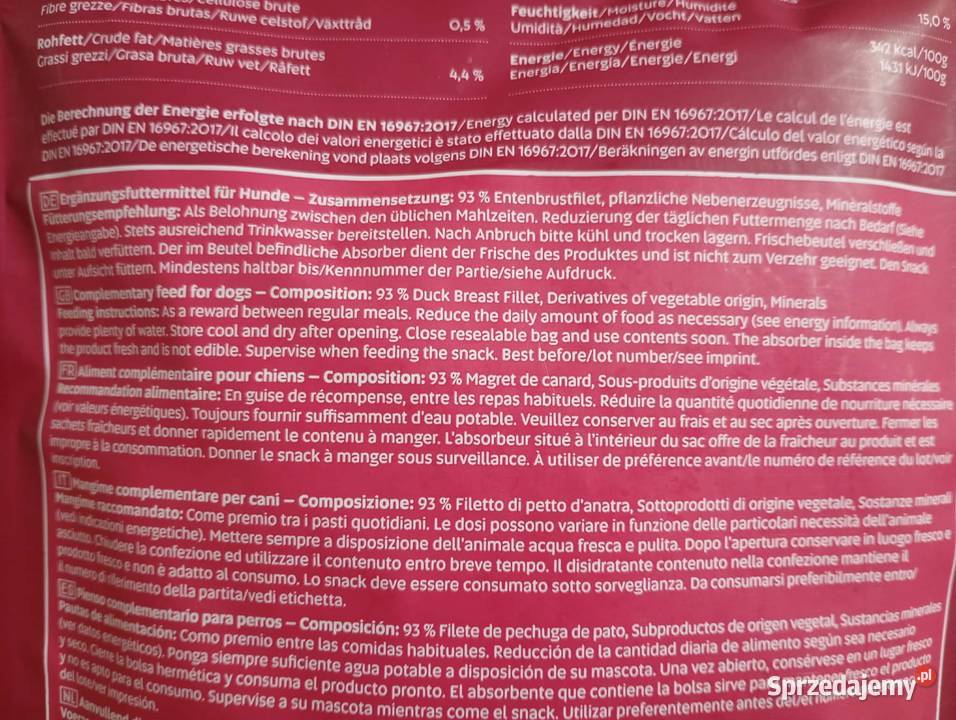 Cellulose brute
Fibre grezze/Fibras brutas/Ruwe celstof/Växttråd 0,5 %
Rohfett/Crude fat/Matières grasses brutes
Grassi grezzi/Grasa bruta/Ruw vet/Råfett 4,4 %
Feuchtigkeit/Moisture/Humidité
Umidità/Humedad/Vocht/Vatten 15,0 %
Energie/Energy/Énergie 342 kcal/100g
Energia/Energía/Energie/Energi 1431 kJ/100g
Die Berechnung der Energie erfolgte nach DIN EN 16967:2017/Energy calculated per DIN EN 16967:2017/Le calcul de l'énergie est
effectué par DIN EN 16967:2017/Il calcolo dei valori energetici è stato effettuato dalla DIN EN 16967:2017/Cálculo del valor energético según la
DIN EN 16967:2017/De energetische berekening vond plaats volgens DIN EN 16967:2017/Beräkningen av energin utfördes enligt DIN EN 16967:2017
DE Ergänzungsfuttermittel für Hunde – Zusammensetzung: 93 % Entenbrustfilet, pflanzliche Nebenerzeugnisse, Mineralstoffe
Fütterungsempfehlung: Als Belohnung zwischen den üblichen Mahlzeiten. Reduzierung der täglichen Futtermenge nach Bedarf (siehe
Energieangabe). Stets ausreichend Trinkwasser bereitstellen. Nach Anbruch bitte kühl und trocken lagern. Frischebeutel verschließen und
Inhalt bald verfüttern. Der im Beutel befindliche Absorber dient der Frische des Produktes und ist nicht zum Verzehr geeignet. Den Snack
unter Aufsicht füttern. Mindestens haltbar bis/Kennnummer der Partie/siehe Aufdruck.
GB Complementary feed for dogs – Composition: 93 % Duck Breast Fillet, Derivatives of vegetable origin, Minerals
Feeding instructions: As a reward between regular meals. Reduce the daily amount of food as necessary (see energy information). Always
provide plenty of water. Store cool and dry after opening. Close resealable bag and use contents soon. The absorber inside the bag keeps
the product fresh and is not edible. Supervise when feeding the snack. Best before/lot number/see imprint.
FR Aliment complémentaire pour chiens – Composition: 93 % Magret de canard, Sous-produits d'origine végétale, Substances minérales
Recommandation alimentaire: En guise de récompense, entre les repas habituels. Réduire la quantité quotidienne de nourriture nécessaire
(voir valeurs énergétiques). Toujours fournir suffisamment d'eau potable. Veuillez conserver au frais et au sec après ouverture. Fermer les
sachets fraîcheurs et donner rapidement le contenu à manger. L'absorbeur situé à l'intérieur du sac offre de la fraîcheur au produit et est
impropre à la consommation. Donner le snack à manger sous surveillance. À utiliser de préférence avant/le numéro de référence du lot/voir
inscription.
IT Mangime complementare per cani – Composizione: 93 % Filetto di petto d'anatra, Sottoprodotti di origine vegetale, Sostanze minerali
Mangime raccomandato: Come premio tra i pasti quotidiani. Le dosi possono variare in funzione delle particolari necessità dell'animale
(vedi indicazioni energetiche). Mettere sempre a disposizione dell'animale acqua fresca e pulita. Dopo l'apertura conservare in luogo fresco e
asciutto. Chiudere la confezione ed utilizzare il contenuto entro breve tempo. Il disidratante contenuto nella confezione mantiene il
prodotto fresco e non è adatto al consumo. Lo snack deve essere consumato sotto sorveglianza. Da consumarsi preferibilmente entro/
il numero di riferimento della partita/vedi etichetta.
ES Pienso complementario para perros – Composición: 93 % Filete de pechuga de pato, Subproductos de origen vegetal, Sustancias minerales
Pautas de alimentación: Como premio entre las comidas habituales. Reducción de la cantidad diaria de alimento según sea necesario
(ver datos energéticos). Ponga siempre suficiente agua potable a disposición de su mascota. Una vez abierto, consérvese en un lugar fresco
y seco. Cierre la bolsa hermética y consuma el producto pronto. El absorbente que contiene la bolsa sirve para mantener fresco el producto
y no es apto para el consumo. Supervise a su mascota mientras come el snack. Utilizar preferentemente antes
del lote/ver impresión.
NL Aanvullend
Sprzedajemy.pl